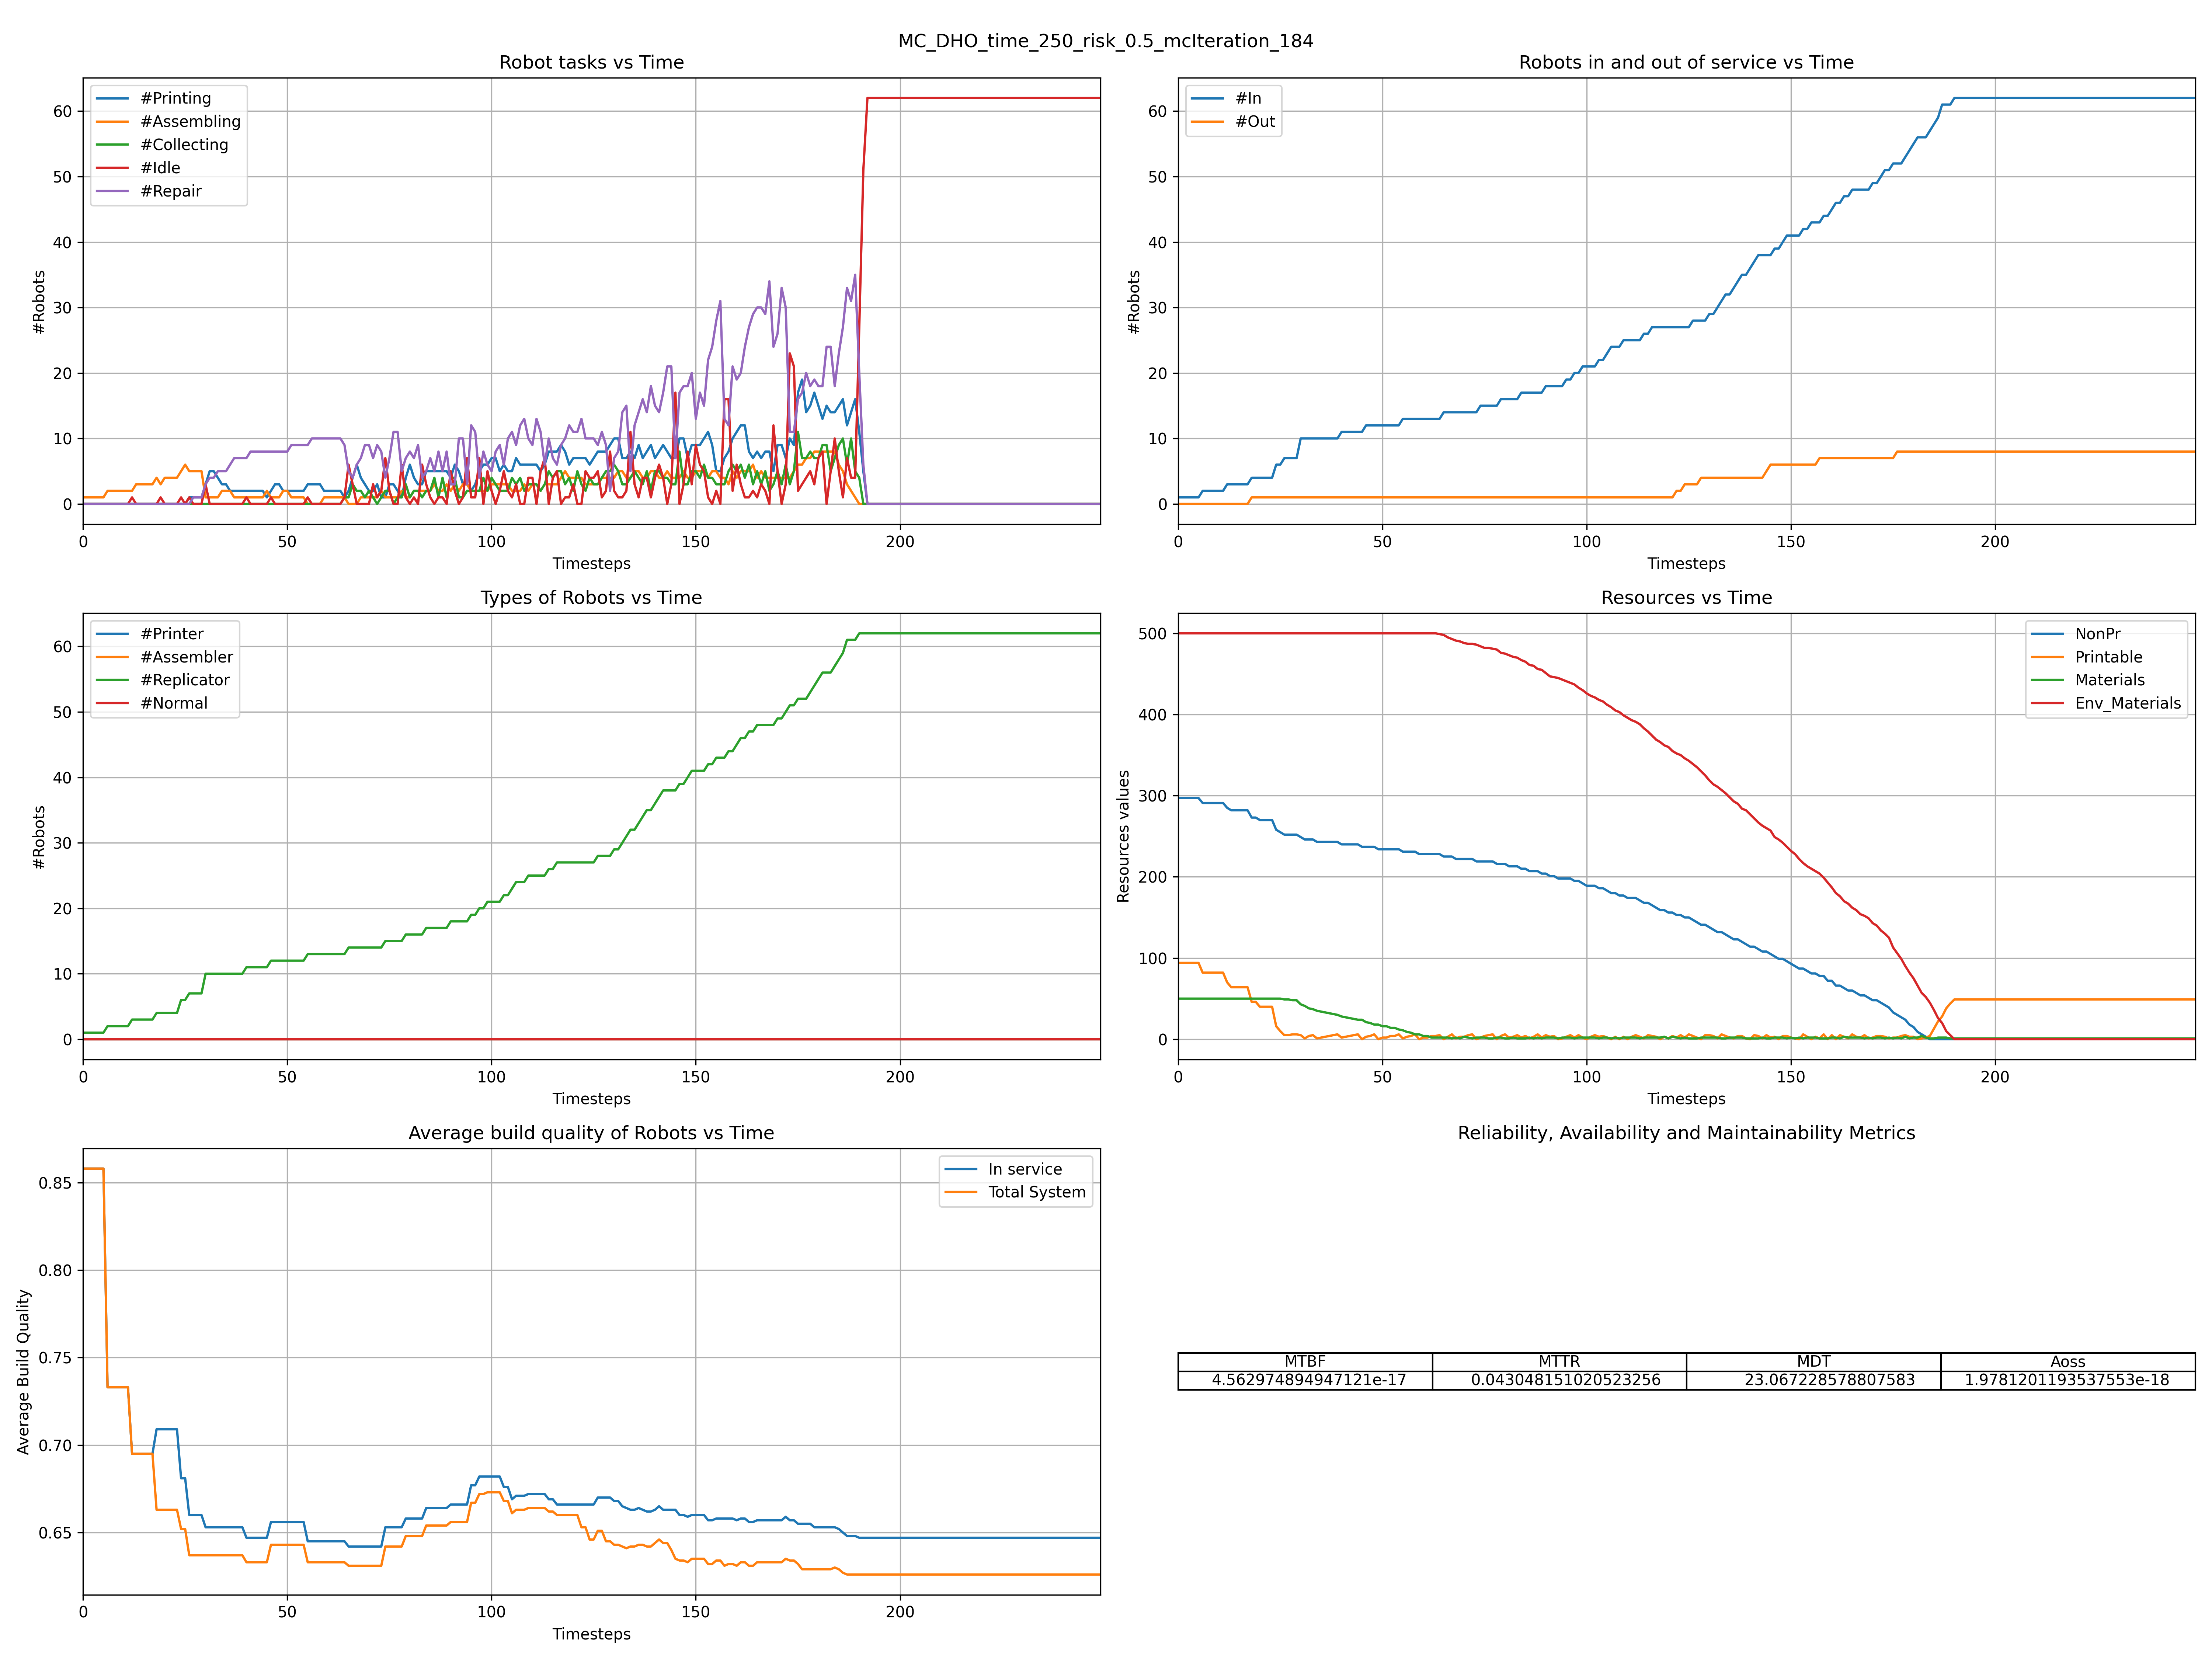 MC_DHO_time_250_risk_0.5_mcIteration_184
Robot tasks vs Time
#Printing
#Assembling
#Collecting
#Idle
#Repair
#Robots
60
50
40
30
20
10
0
0 50 100 150 200
Timesteps
Robots in and out of service vs Time
#In
#Out
#Robots
60
50
40
30
20
10
0
0 50 100 150 200
Timesteps
Types of Robots vs Time
#Printer
#Assembler
#Replicator
#Normal
#Robots
60
50
40
30
20
10
0
0 50 100 150 200
Timesteps
Resources vs Time
NonPr
Printable
Materials
Env_Materials
Resources values
500
400
300
200
100
0
0 50 100 150 200
Timesteps
Average build quality of Robots vs Time
In service
Total System
Average Build Quality
0.85
0.80
0.75
0.70
0.65
0 50 100 150 200
Timesteps
Reliability, Availability and Maintainability Metrics
MTBF MTTR MDT Aoss
4.562974894947121e-17 0.043048151020523256 23.067228578807583 1.9781201193537553e-18